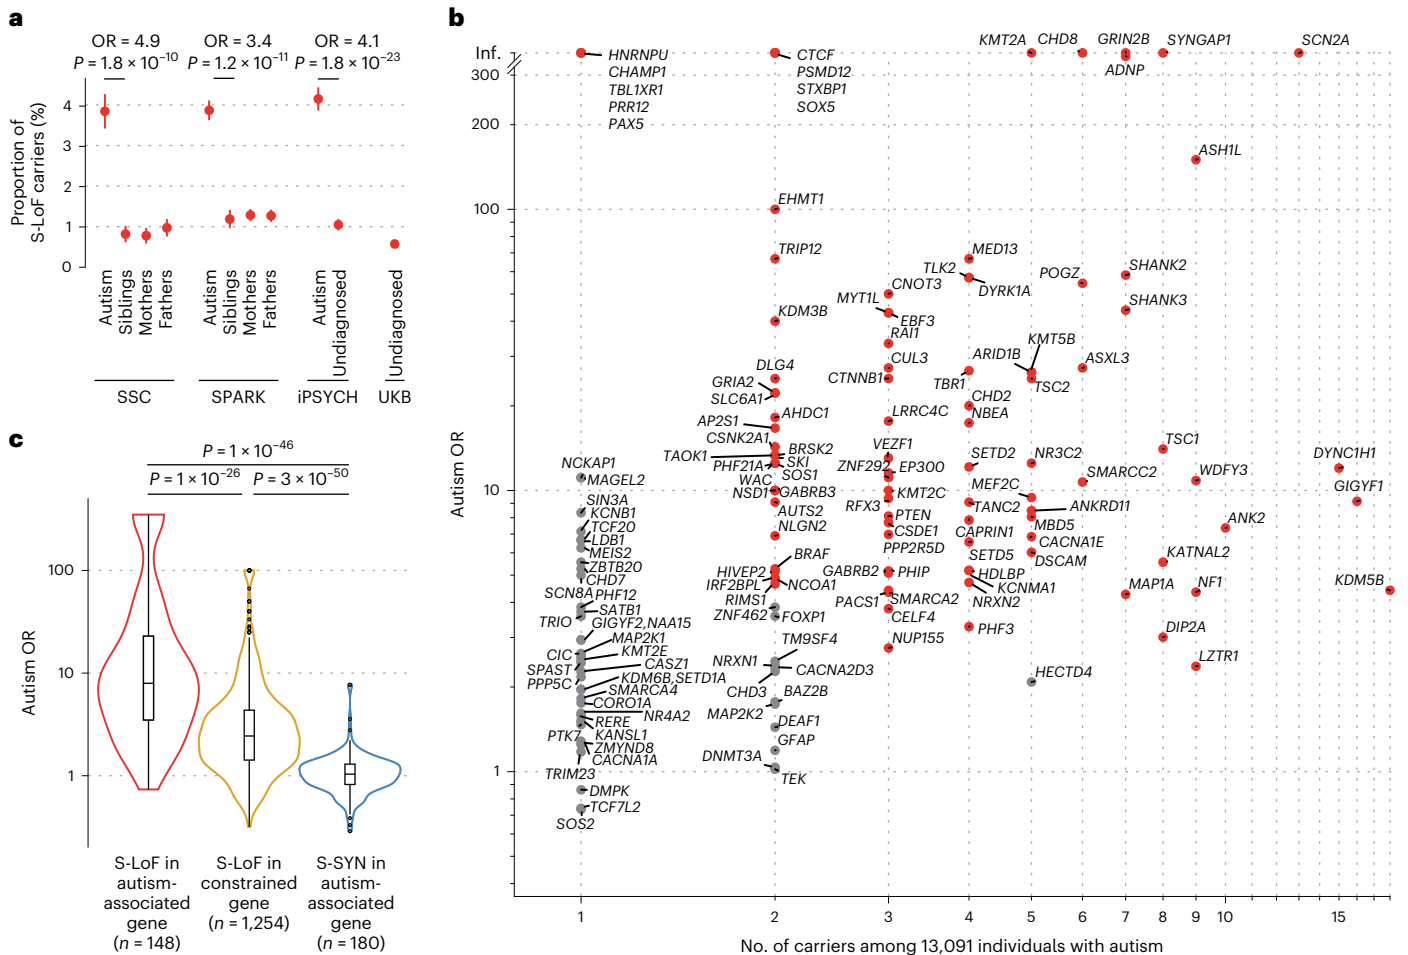 a
OR = 4.9
OR = 3.4
OR = 4.1
P = 1.8 × 10−10
P = 1.2 × 10−11
P = 1.8 × 10−23
Proportion of
S-LoF carriers (%)
4
3
2
1
0
Autism
Siblings
Mothers
Fathers
Autism
Siblings
Mothers
Fathers
Autism
Undiagnosed
Undiagnosed
SSC
SPARK
iPSYCH
UKB
b
Autism OR
Inf.
300
200
100
10
1
HNRNPU
CHAMP1
TBL1XR1
PRR12
PAX5
CTCF
PSMD12
STXBP1
SOX5
KMT2A
CHD8
GRIN2B
ADNP
SYNGAP1
SCN2A
ASH1L
EHMT1
TRIP12
MED13
TLK2
DYRK1A
POGZ
SHANK2
CNOT3
MYT1L
EBF3
SHANK3
KDM3B
RAI1
KMT5B
ARID1B
ASXL3
DLG4
CUL3
CTNNB1
TBR1
TSC2
GRIA2
SLC6A1
CHD2
AHDC1
LRRC4C
NBEA
AP2S1
CSNK2A1
TAOK1
BRSK2
VEZF1
SETD2
NR3C2
TSC1
DYNC1H1
PHF21A
SKI
ZNF292
EP300
SMARCC2
WDFY3
WAC
SOS1
MEF2C
GIGYF1
NSD1
GABRB3
KMT2C
TANC2
ANKRD11
AUTS2
RFX3
PTEN
MBD5
ANK2
NLGN2
CSDE1
CAPRIN1
CACNA1E
PPP2R5D
SETD5
DSCAM
KATNAL2
BRAF
HIVEP2
GABRB2
PHIP
HDLBP
KCNMA1
IRF2BPL
NCOA1
MAP1A
NF1
KDM5B
RIMS1
PACS1
SMARCA2
NRXN2
ZNF462
FOXP1
CELF4
PHF3
DIP2A
TM9SF4
NUP155
LZTR1
NRXN1
CACNA2D3
HECTD4
CHD3
BAZ2B
MAP2K2
DEAF1
GFAP
DNMT3A
TEK
NCKAP1
MAGEL2
SIN3A
KCNB1
TCF20
LDB1
MEIS2
ZBTB20
CHD7
SCN8A
PHF12
SATB1
TRIO
GIGYF2,NAA15
MAP2K1
CIC
KMT2E
SPAST
CASZ1
PPP5C
KDM6B,SETD1A
SMARCA4
CORO1A
NR4A2
RERE
PTK7
KANSL1
ZMYND8
CACNA1A
TRIM23
DMPK
TCF7L2
SOS2
1
2
3
4
5
6
7
8
9
10
15
No. of carriers among 13,091 individuals with autism
c
P = 1 × 10−46
P = 1 × 10−26
P = 3 × 10−50
Autism OR
100
10
1
S-LoF in
autism-
associated
gene
(n = 148)
S-LoF in
constrained
gene
(n = 1,254)
S-SYN in
autism-
associated
gene
(n = 180)